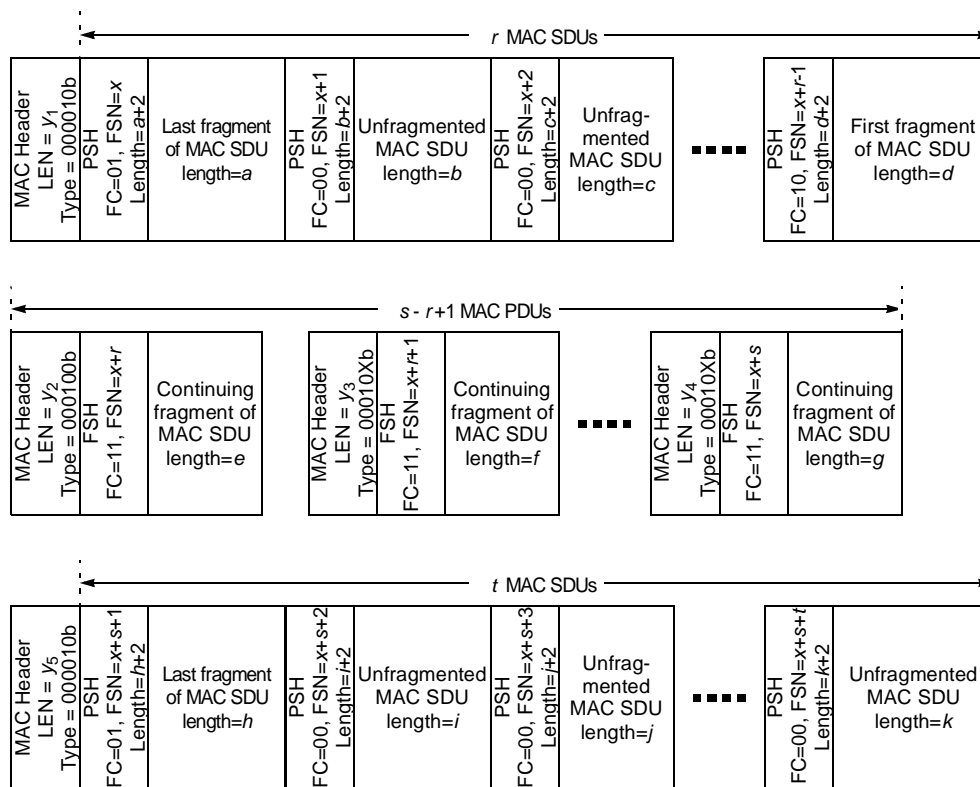 r MAC SDUs
MAC Header
LEN = y1
Type = 000010b
PSH
FC=01, FSN=x
Length=a+2
Last fragment
of MAC SDU
length=a
PSH
FC=00, FSN=x+1
Length=b+2
Unfragmented
MAC SDU
length=b
PSH
FC=00, FSN=x+2
Length=c+2
Unfrag-
mented
MAC SDU
length=c
PSH
FC=10, FSN=x+r-1
Length=d+2
First fragment
of MAC SDU
length=d
s - r+1 MAC PDUs
MAC Header
LEN = y2
Type = 000100b
FSH
FC=11, FSN=x+r
Continuing
fragment of
MAC SDU
length=e
MAC Header
LEN = y3
Type = 00010Xb
FSH
FC=11, FSN=x+r+1
Continuing
fragment of
MAC SDU
length=f
MAC Header
LEN = y4
Type = 00010Xb
FSH
FC=11, FSN=x+s
Continuing
fragment of
MAC SDU
length=g
t MAC SDUs
MAC Header
LEN = y5
Type = 000010b
PSH
FC=01, FSN=x+s+1
Length=h+2
Last fragment
of MAC SDU
length=h
PSH
FC=00, FSN=x+s+2
Length=i+2
Unfragmented
MAC SDU
length=i
PSH
FC=00, FSN=x+s+3
Length=j+2
Unfrag-
mented
MAC SDU
length=j
PSH
FC=00, FSN=x+s+t
Length=k+2
Unfragmented
MAC SDU
length=k